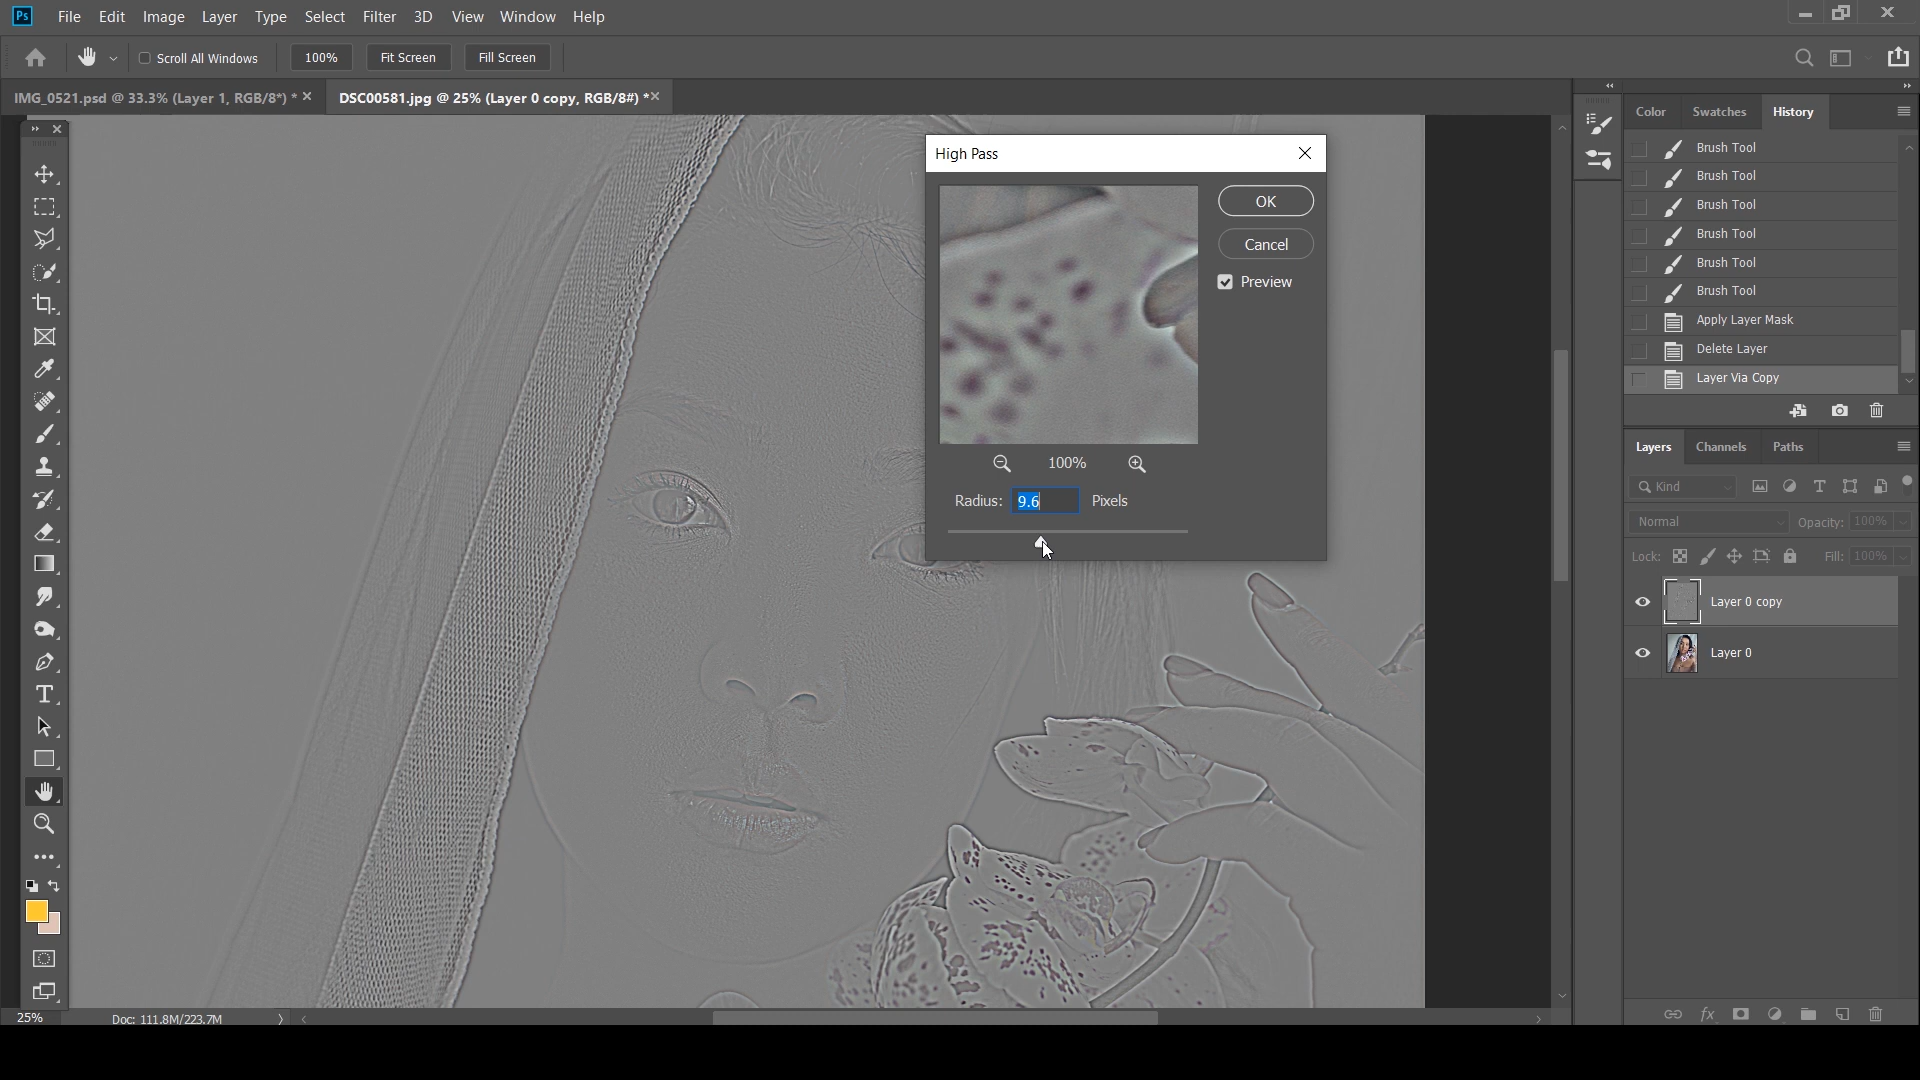 Ps File Edit Image Layer Type Select Filter 3D View Window Help
Scroll All Windows 100% Fit Screen Fill Screen
IMG_0521.psd @ 33.3% (Layer 1, RGB/8*) * DSC00581.jpg @ 25% (Layer 0 copy, RGB/8#) *
High Pass
OK
Cancel
Preview
100%
Radius: 9.6 Pixels
Color Swatches History
Brush Tool
Brush Tool
Brush Tool
Brush Tool
Brush Tool
Brush Tool
Apply Layer Mask
Delete Layer
Layer Via Copy
Layers Channels Paths
Kind
Normal Opacity: 100%
Lock: Fill: 100%
Layer 0 copy
Layer 0
fx
25% Doc: 111.8M/223.7M